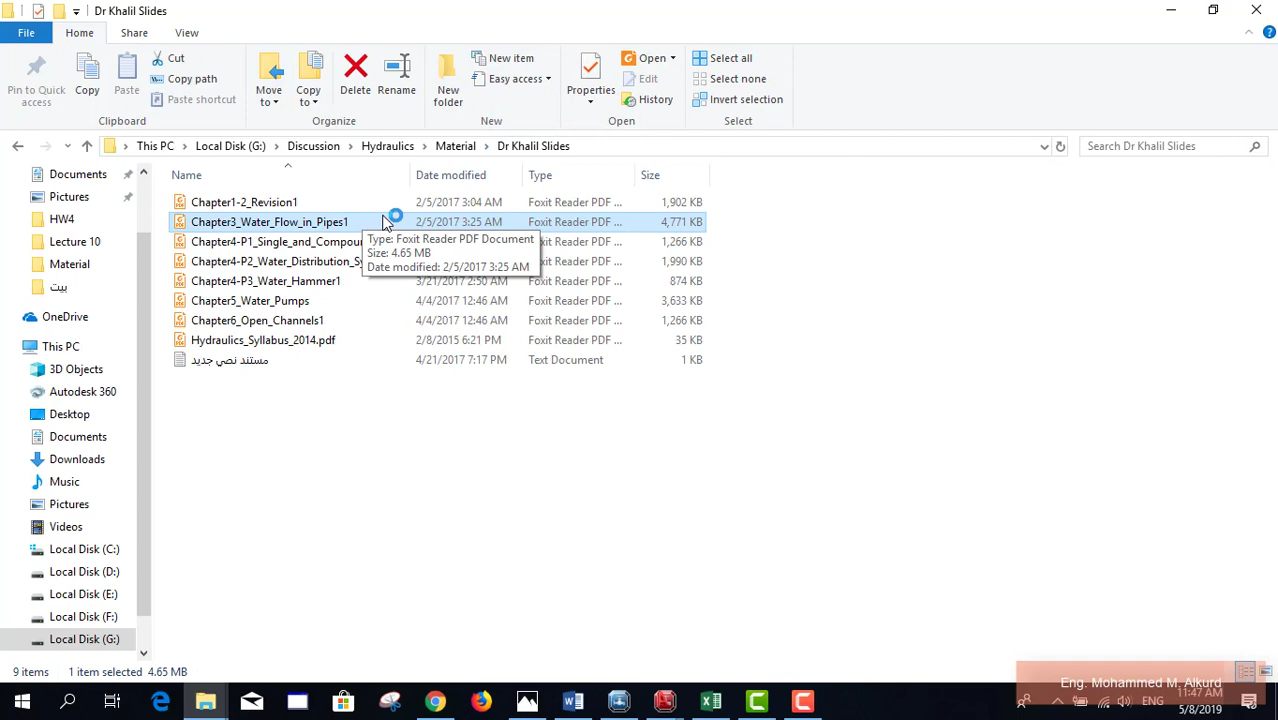 Dr Khalil Slides
File Home Share View
Pin to Quick access
Copy
Paste
Cut
Copy path
Paste shortcut
Clipboard
Move to
Copy to
Delete
Rename
Organize
New folder
New item
Easy access
New
Properties
Open
Edit
History
Open
Select all
Select none
Invert selection
Select
This PC Local Disk (G:) Discussion Hydraulics Material Dr Khalil Slides
Search Dr Khalil Slides
Documents
Pictures
HW4
Lecture 10
Material
بيت
OneDrive
This PC
3D Objects
Autodesk 360
Desktop
Documents
Downloads
Music
Pictures
Videos
Local Disk (C:)
Local Disk (D:)
Local Disk (E:)
Local Disk (F:)
Local Disk (G:)
Name Date modified Type Size
Chapter1-2_Revision1 2/5/2017 3:04 AM Foxit Reader PDF ... 1,902 KB
Chapter3_Water_Flow_in_Pipes1 2/5/2017 3:25 AM Foxit Reader PDF ... 4,771 KB
Chapter4-P1_Single_and_Compou Foxit Reader PDF ... 1,266 KB
Chapter4-P2_Water_Distribution_Sy Foxit Reader PDF ... 1,990 KB
Chapter4-P3_Water_Hammer1 3/21/2017 2:50 AM Foxit Reader PDF ... 874 KB
Chapter5_Water_Pumps 4/4/2017 12:46 AM Foxit Reader PDF ... 3,633 KB
Chapter6_Open_Channels1 4/4/2017 12:46 AM Foxit Reader PDF ... 1,266 KB
Hydraulics_Syllabus_2014.pdf 2/8/2015 6:21 PM Foxit Reader PDF ... 35 KB
مستند نصي جديد 4/21/2017 7:17 PM Text Document 1 KB
Type: Foxit Reader PDF Document
Size: 4.65 MB
Date modified: 2/5/2017 3:25 AM
9 items 1 item selected 4.65 MB
Eng. Mohammed M. Alkurd
ENG
11:47 AM
5/8/2019